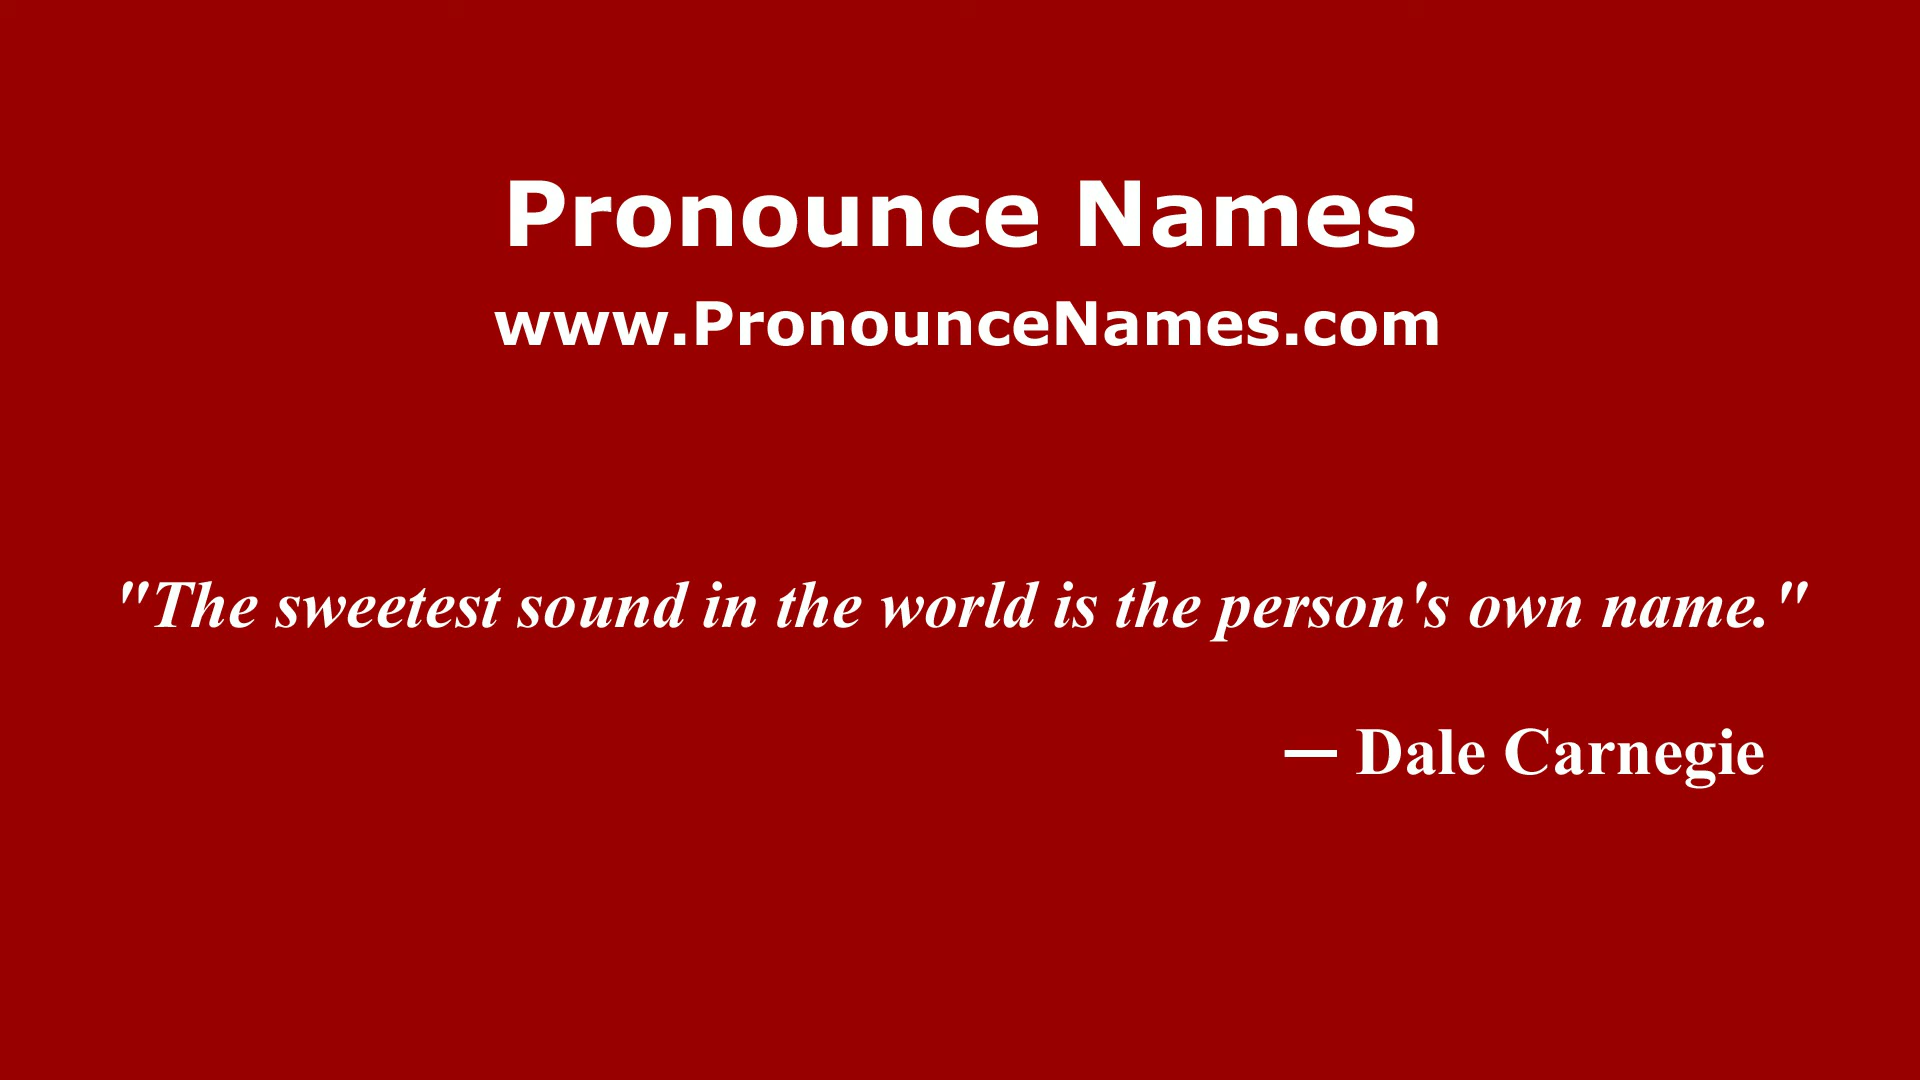 Pronounce Names
www.PronounceNames.com
"The sweetest sound in the world is the person's own name."
— Dale Carnegie